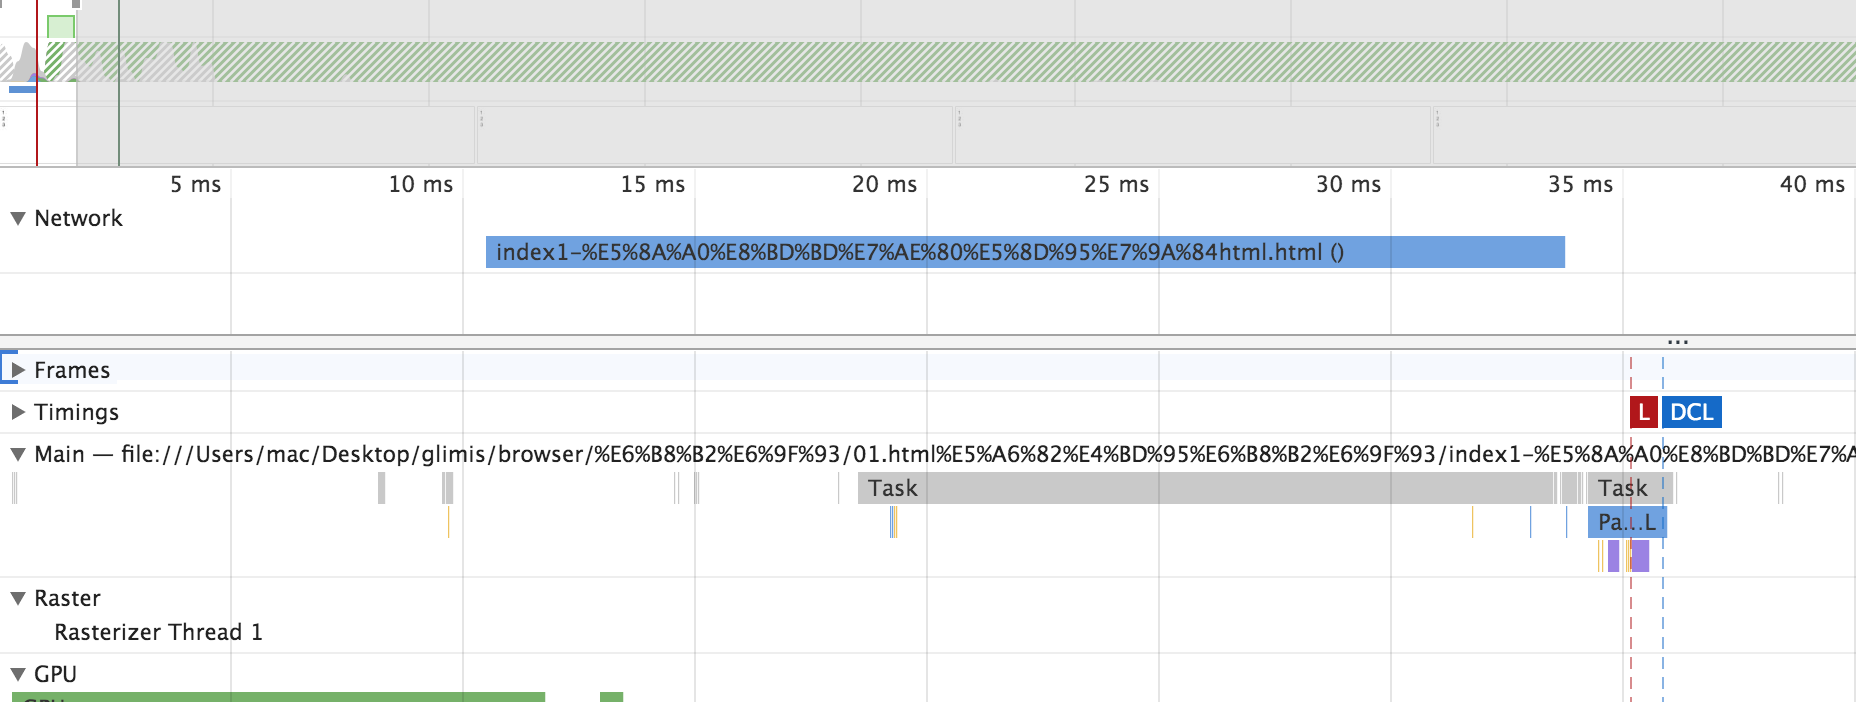 5 ms 10 ms 15 ms 20 ms 25 ms 30 ms 35 ms 40 ms
Network
index1-%E5%8A%A0%E8%BD%BD%E7%AE%80%E5%8D%95%E7%9A%84html.html ()
...
Frames
Timings
L DCL
Main — file:///Users/mac/Desktop/glimis/browser/%E6%B8%B2%E6%9F%93/01.html%E5%A6%82%E4%BD%95%E6%B8%B2%E6%9F%93/index1-%E5%8A%A0%E8%BD%BD%E7%A
Task Task
Pa...L
Raster
Rasterizer Thread 1
GPU